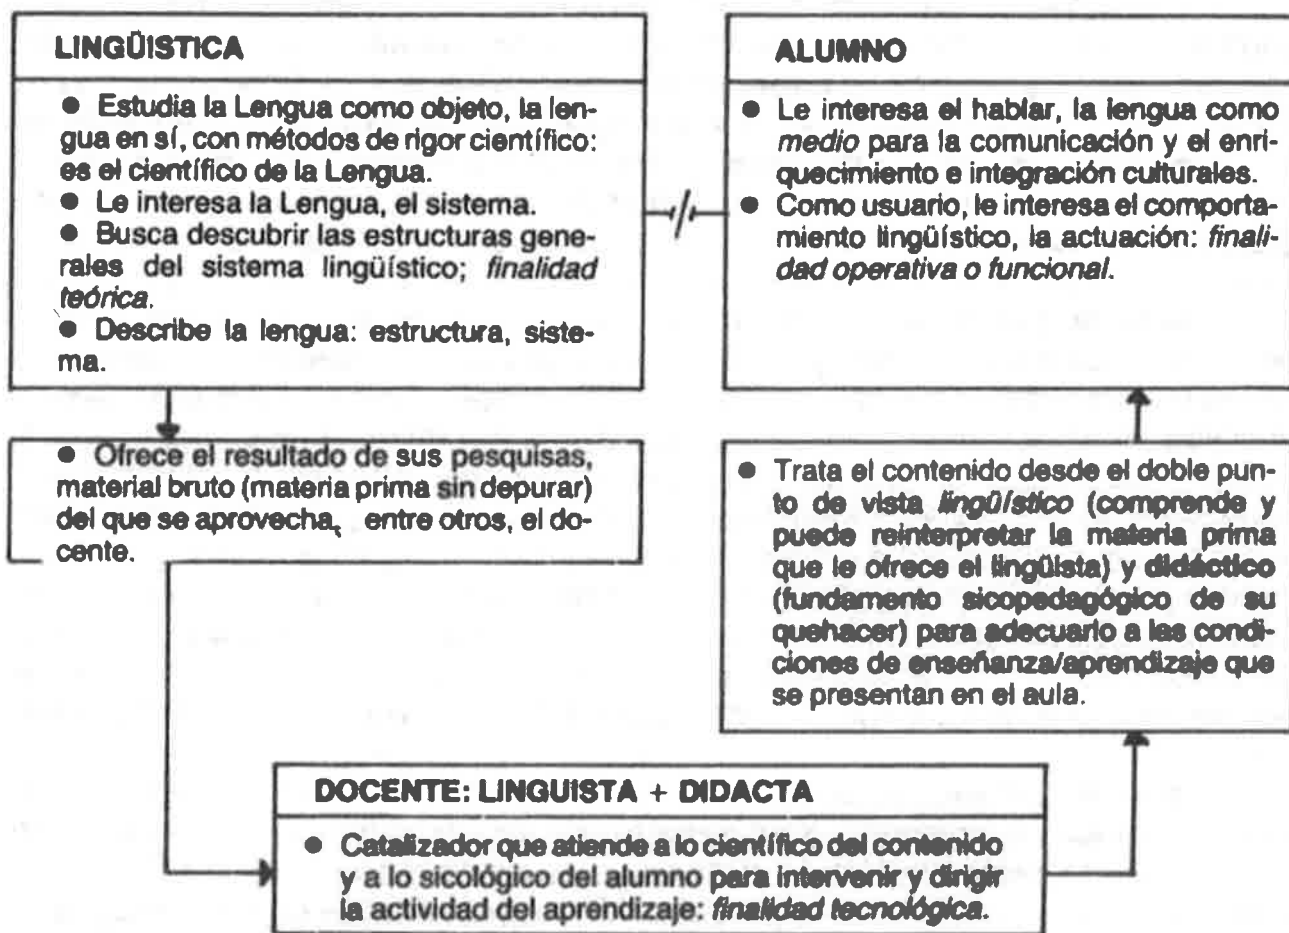 LINGÜISTICA
● Estudia la Lengua como objeto, la len-
gua en sí, con métodos de rigor científico:
es el científico de la Lengua.
● Le interesa la Lengua, el sistema.
● Busca descubrir las estructuras gene-
rales del sistema lingüístico; finalidad
teórica.
● Describe la lengua: estructura, siste-
ma.
● Ofrece el resultado de sus pesquisas,
material bruto (materia prima sin depurar)
del que se aprovecha, entre otros, el do-
cente.
DOCENTE: LINGUISTA + DIDACTA
● Catalizador que atiende a lo científico del contenido
y a lo sicológico del alumno para intervenir y dirigir
la actividad del aprendizaje: finalidad tecnológica.
● Trata el contenido desde el doble pun-
to de vista lingüístico (comprende y
puede reinterpretar la materia prima
que le ofrece el lingüista) y didáctico
(fundamento sicopedagógico de su
quehacer) para adecuarlo a las condi-
ciones de enseñanza/aprendizaje que
se presentan en el aula.
ALUMNO
● Le interesa el hablar, la lengua como
medio para la comunicación y el enri-
quecimiento e integración culturales.
● Como usuario, le interesa el comporta-
miento lingüístico, la actuación: finali-
dad operativa o funcional.